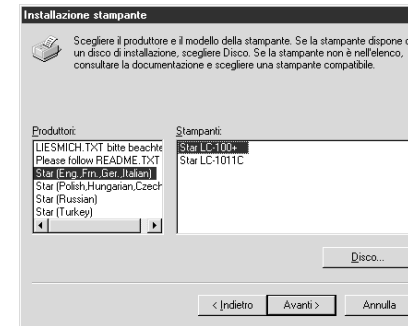 Installazione stampante
Scegliere il produttore e il modello della stampante. Se la stampante dispone
un disco di installazione, scegliere Disco. Se la stampante non è nell'elenco,
consultare la documentazione e scegliere una stampante compatibile.
Produttori:
LIESMICH.TXT bitte beachte
Please follow README.TXT
Star (Eng.,Frn.,Ger.,Italian)
Star (Polish,Hungarian,Czech
Star (Russian)
Star (Turkey)
Stampanti:
Star LC-100+
Star LC-1011C
Disco...
< Indietro
Avanti >
Annulla